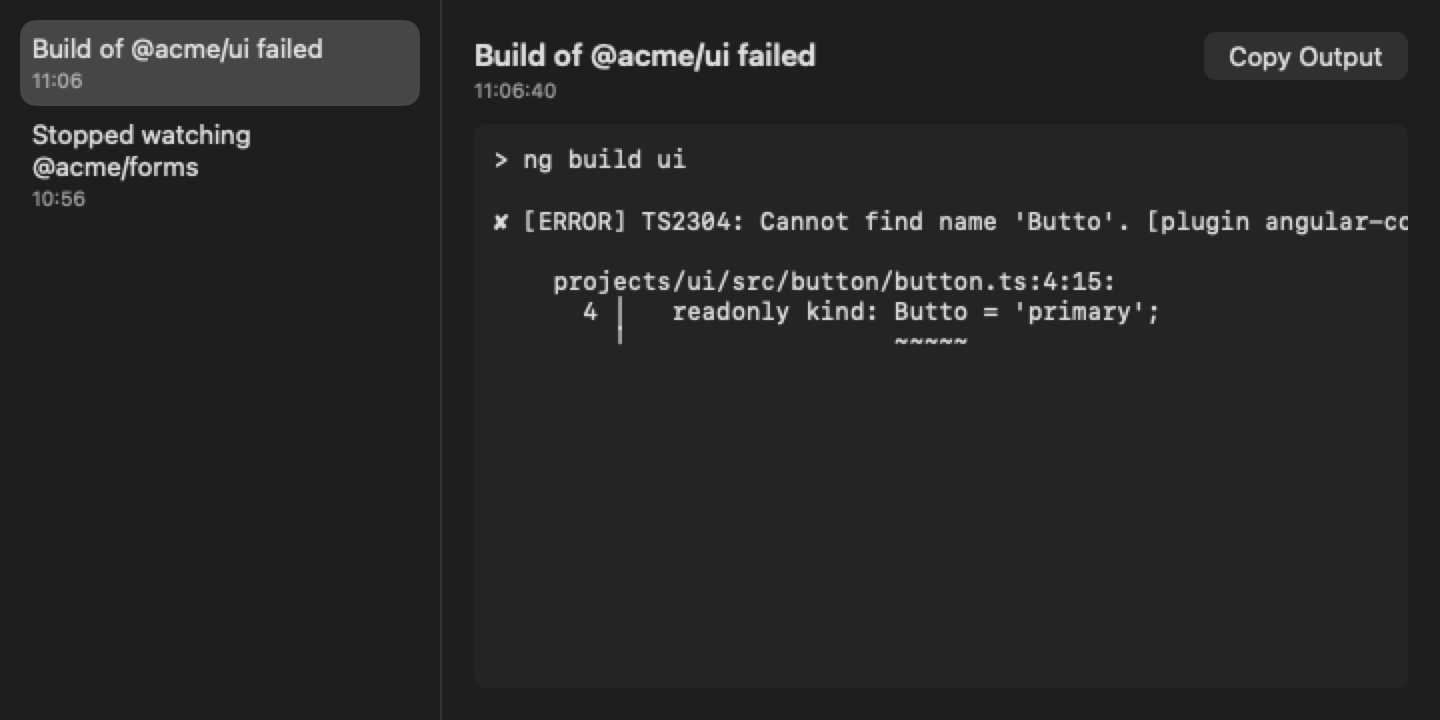 Build of @acme/ui failed
11:06
Stopped watching
@acme/forms
10:56
Build of @acme/ui failed
11:06:40
Copy Output
> ng build ui
✘ [ERROR] TS2304: Cannot find name 'Butto'. [plugin
projects/ui/src/button/button.ts:4:15:
4 │ readonly kind: Butto = 'primary';
╵ ~~~~~